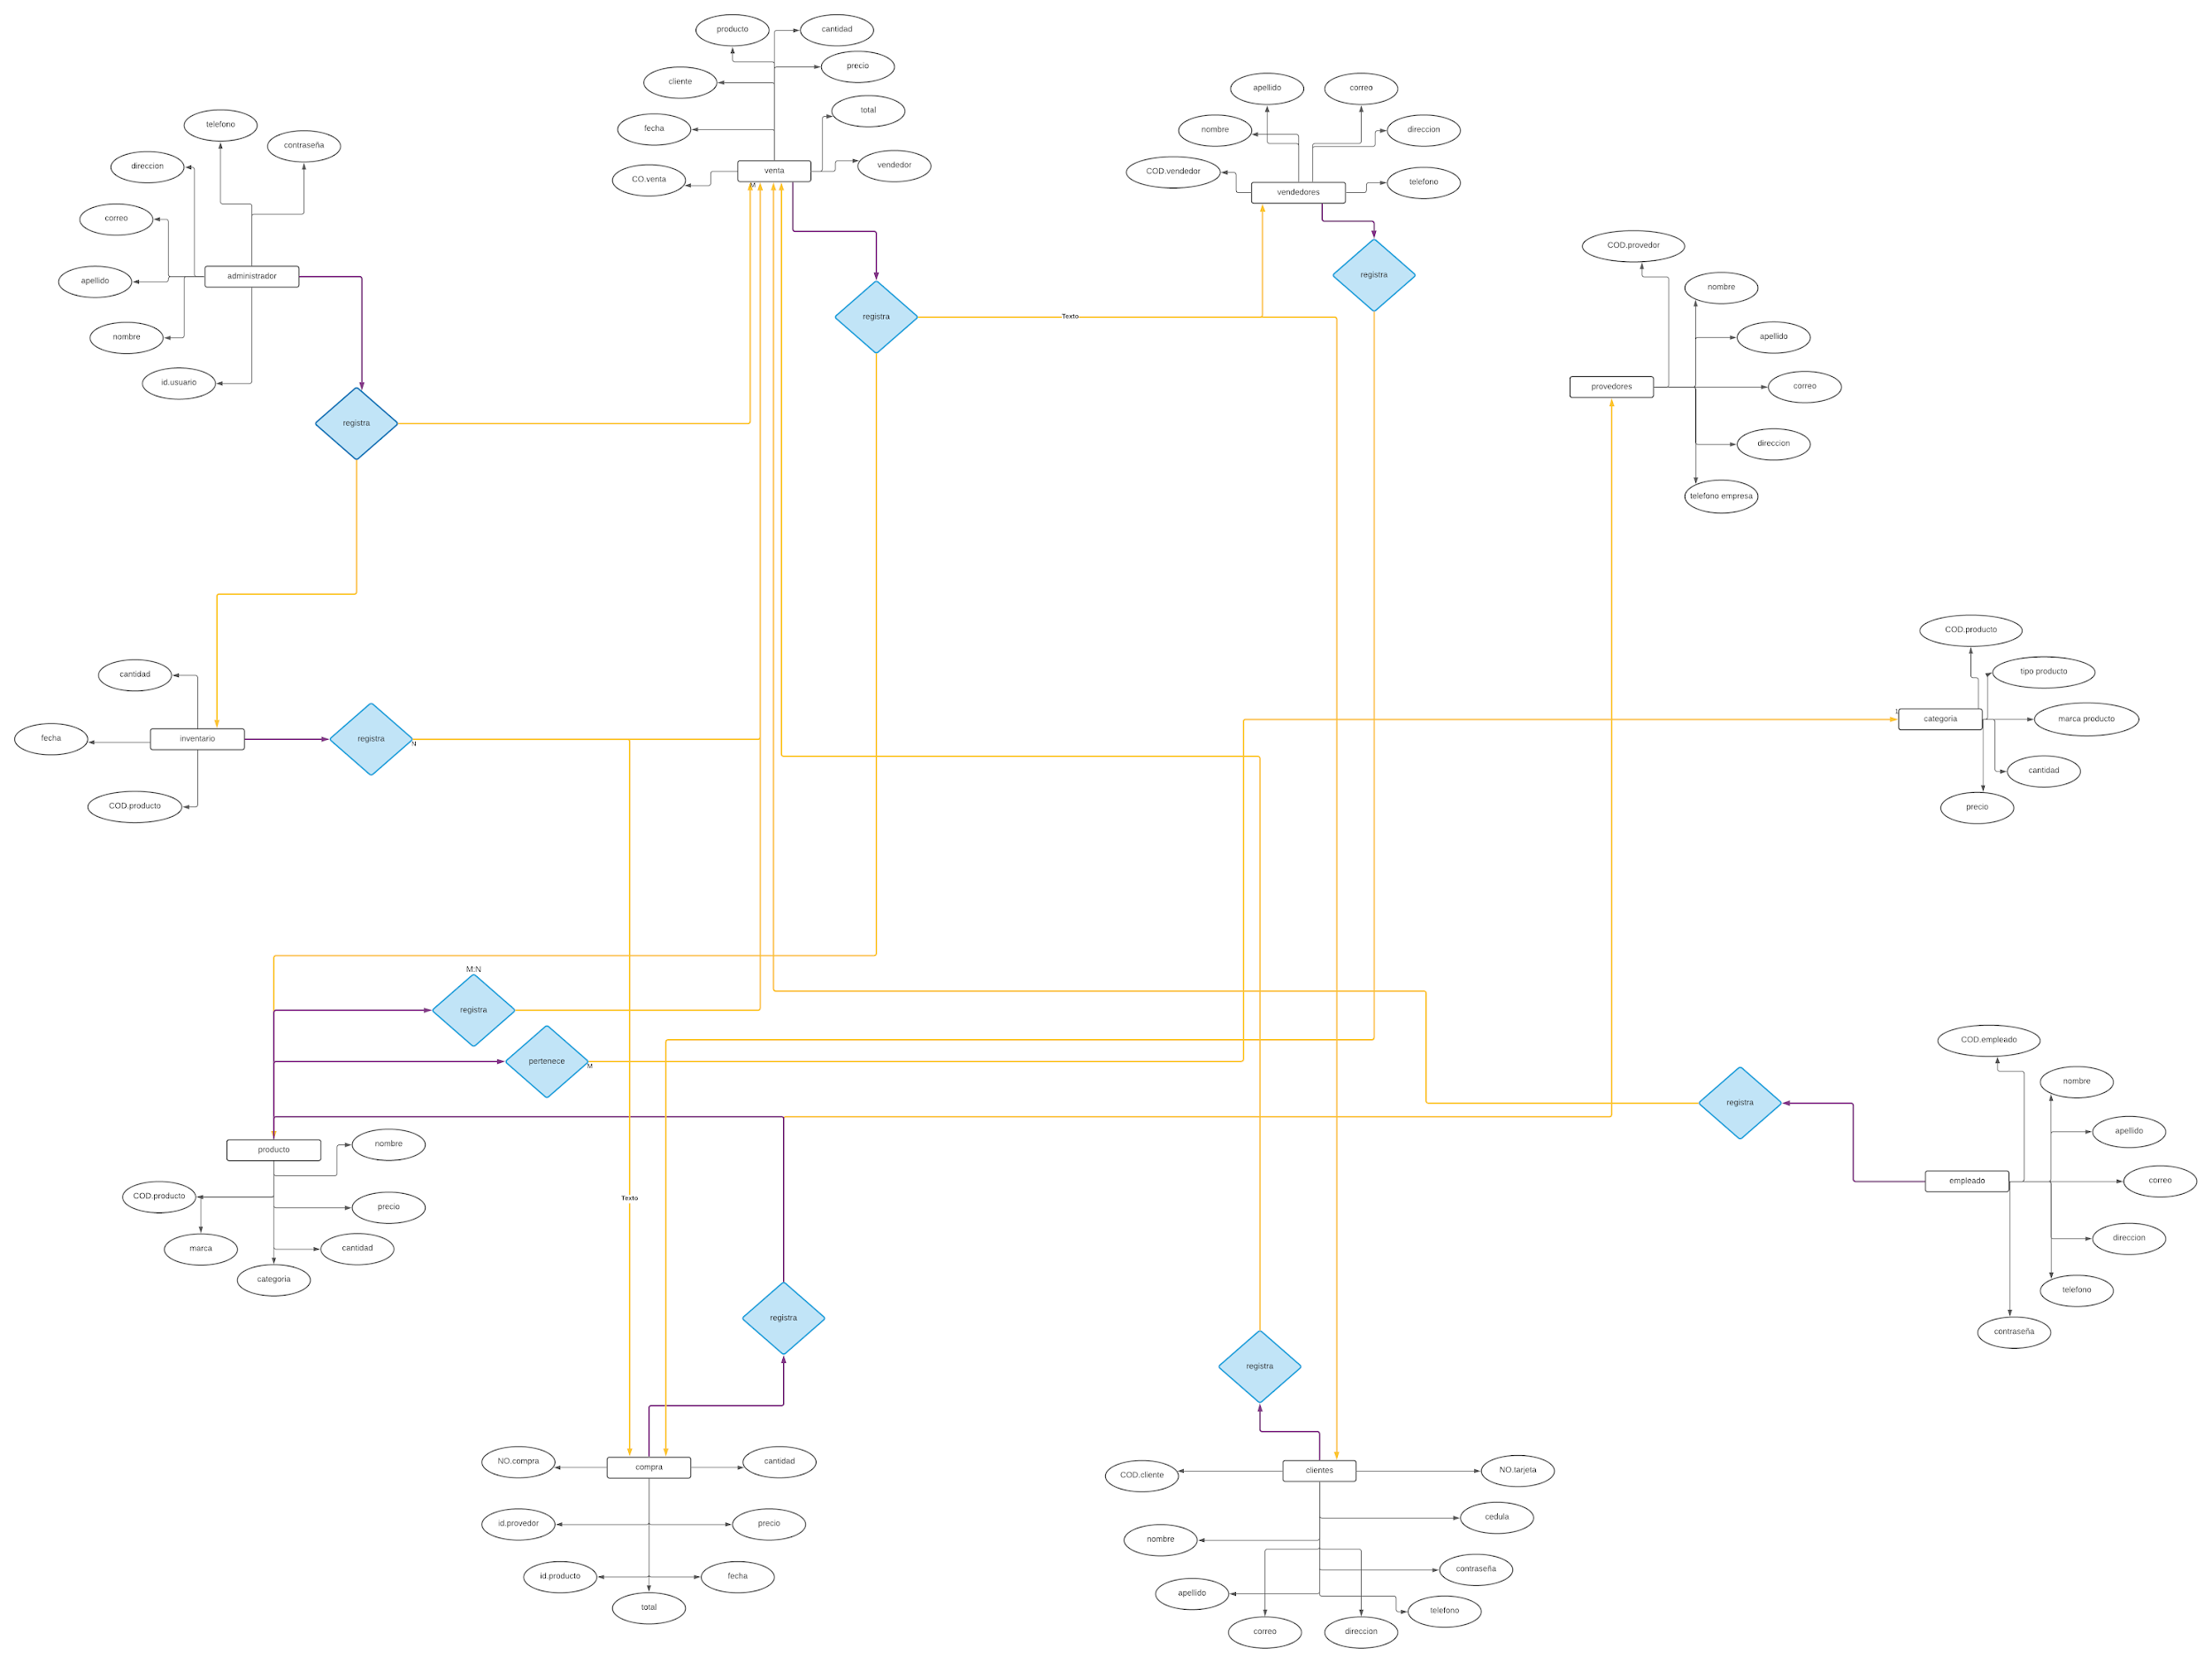 producto
cantidad
cliente
precio
fecha
total
CO.venta
vendedor
venta
M
apellido
correo
nombre
direccion
COD.vendedor
telefono
vendedores
registra
telefono
contraseña
direccion
correo
administrador
apellido
nombre
id.usuario
registra
registra
Texto
COD.provedor
nombre
apellido
provedores
correo
direccion
telefono empresa
cantidad
fecha
inventario
registra
N
COD.producto
COD.producto
tipo producto
1
categoria
marca producto
cantidad
precio
M:N
registra
pertenece
M
producto
nombre
COD.producto
precio
marca
cantidad
categoria
Texto
registra
registra
COD.empleado
nombre
apellido
registra
empleado
correo
direccion
telefono
contraseña
NO.compra
compra
cantidad
id.provedor
precio
id.producto
fecha
total
COD.cliente
clientes
NO.tarjeta
cedula
nombre
contraseña
apellido
telefono
correo
direccion